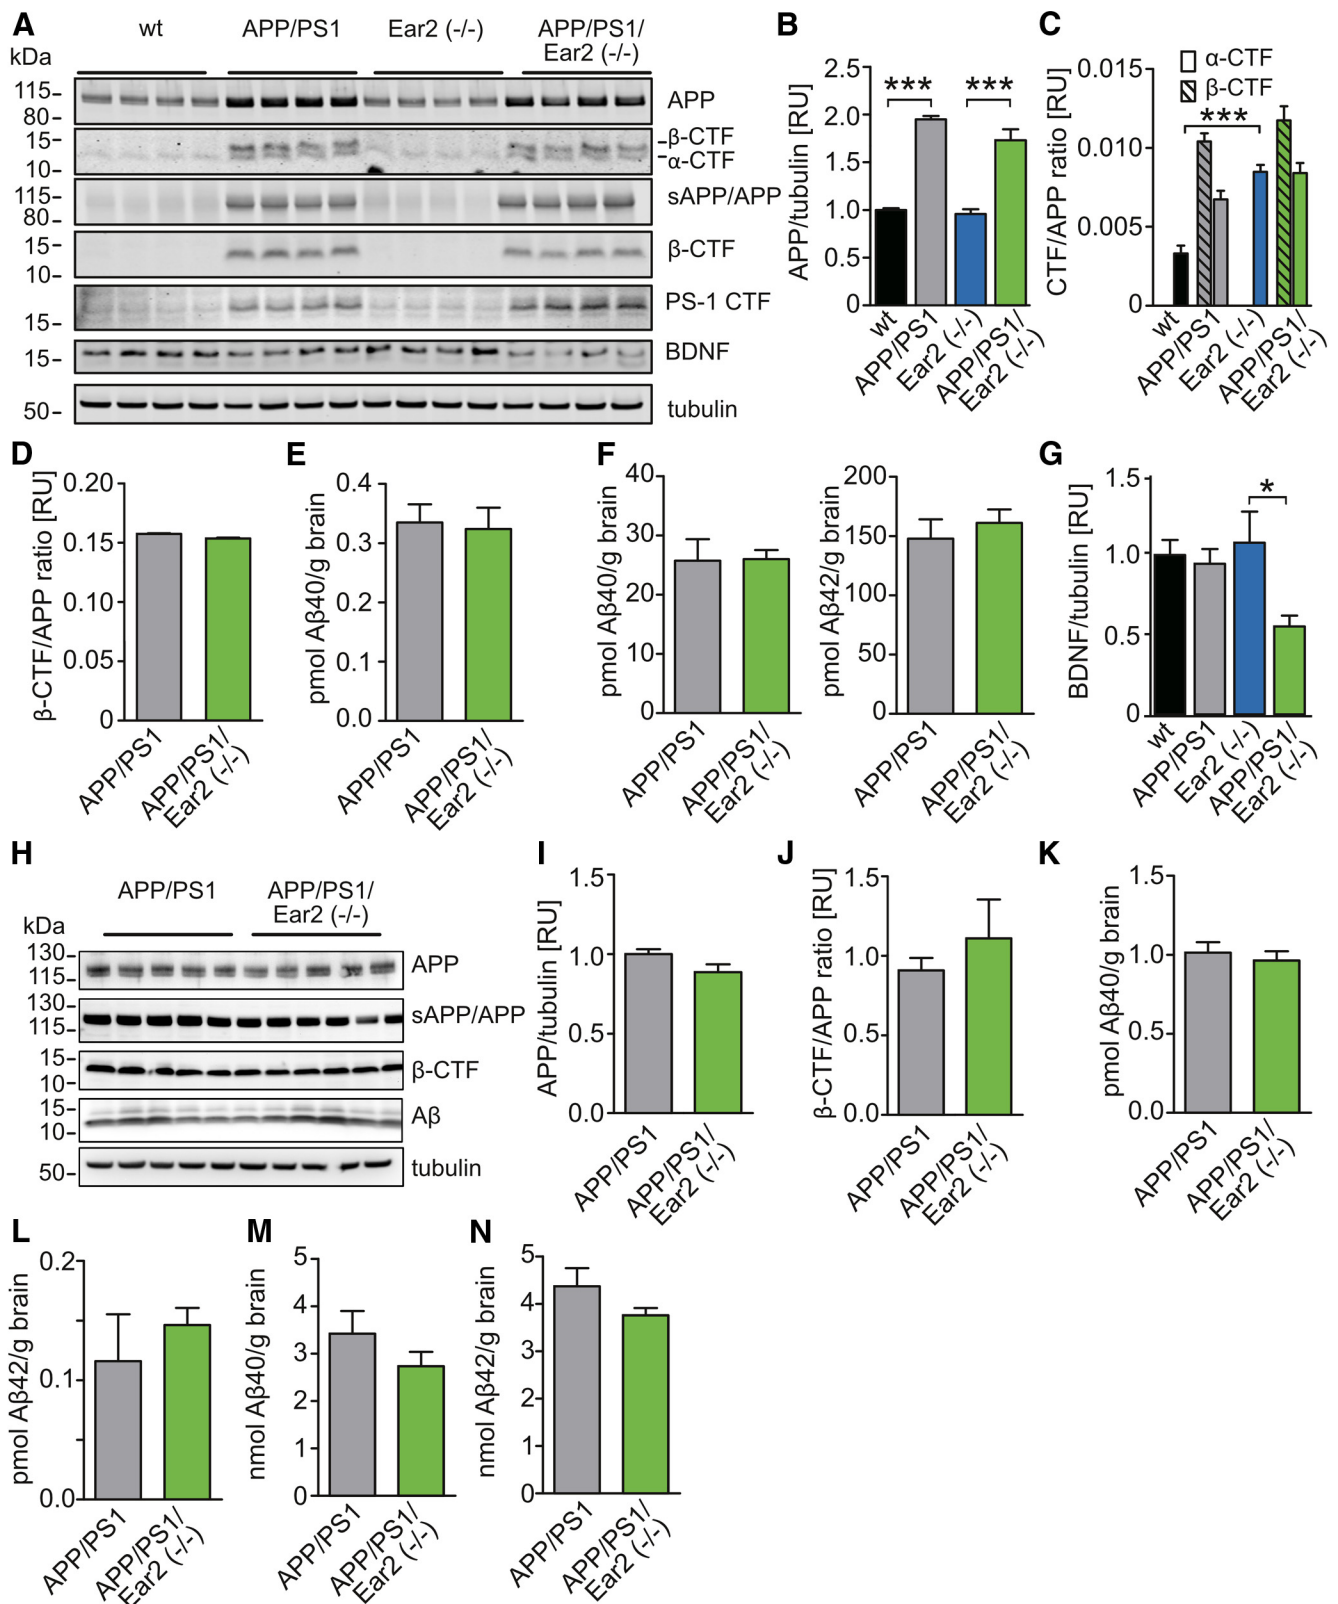 A
wt
APP/PS1
Ear2 (-/-)
APP/PS1/
Ear2 (-/-)
kDa
115-
80-
APP
15-
10-
β-CTF
α-CTF
115-
80-
sAPP/APP
15-
10-
β-CTF
15-
PS-1 CTF
15-
BDNF
50-
tubulin
B
APP/tubulin [RU]
2.5
2.0
1.5
1.0
0.5
0
***
***
wt
APP/PS1
Ear2 (-/-)
APP/PS1/
Ear2 (-/-)
C
CTF/APP ratio [RU]
0.015
0.010
0.005
0
α-CTF
β-CTF
***
wt
APP/PS1
Ear2 (-/-)
APP/PS1/
Ear2 (-/-)
D
β-CTF/APP ratio [RU]
0.20
0.15
0.10
0.05
0
APP/PS1
APP/PS1/
Ear2 (-/-)
E
pmol Aβ40/g brain
0.4
0.3
0.2
0.1
0.0
APP/PS1
APP/PS1/
Ear2 (-/-)
F
pmol Aβ40/g brain
40
30
20
10
0
APP/PS1
APP/PS1/
Ear2 (-/-)
pmol Aβ42/g brain
200
150
100
50
0
APP/PS1
APP/PS1/
Ear2 (-/-)
G
BDNF/tubulin [RU]
1.5
1.0
0.5
0
*
wt
APP/PS1
Ear2 (-/-)
APP/PS1/
Ear2 (-/-)
H
APP/PS1
APP/PS1/
Ear2 (-/-)
kDa
130-
115-
APP
130-
115-
sAPP/APP
15-
10-
β-CTF
15-
10-
Aβ
50-
tubulin
I
APP/tubulin [RU]
1.5
1.0
0.5
0.0
APP/PS1
APP/PS1/
Ear2 (-/-)
J
β-CTF/APP ratio [RU]
1.5
1.0
0.5
0.0
APP/PS1
APP/PS1/
Ear2 (-/-)
K
pmol Aβ40/g brain
1.5
1.0
0.5
0.0
APP/PS1
APP/PS1/
Ear2 (-/-)
L
pmol Aβ42/g brain
0.2
0.1
0.0
APP/PS1
APP/PS1/
Ear2 (-/-)
M
nmol Aβ40/g brain
5
4
3
2
1
0
APP/PS1
APP/PS1/
Ear2 (-/-)
N
nmol Aβ42/g brain
5
4
3
2
1
0
APP/PS1
APP/PS1/
Ear2 (-/-)